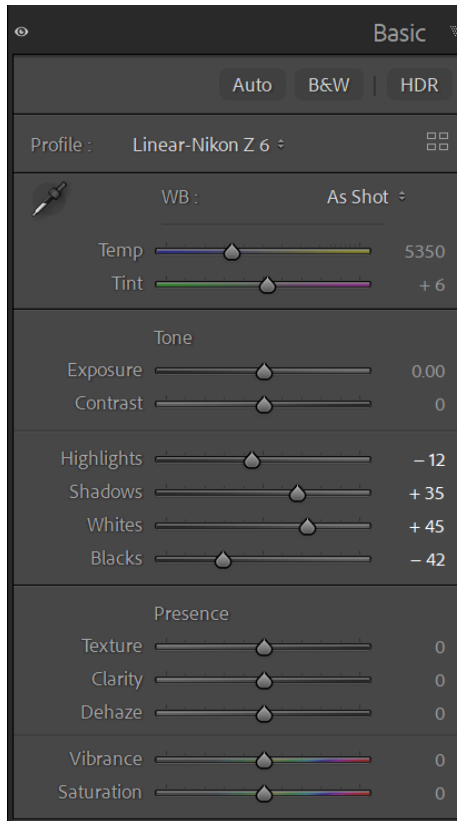 Basic
Auto B&W HDR
Profile : Linear-Nikon Z 6
WB : As Shot
Temp 5350
Tint + 6
Tone
Exposure 0.00
Contrast 0
Highlights – 12
Shadows + 35
Whites + 45
Blacks – 42
Presence
Texture 0
Clarity 0
Dehaze 0
Vibrance 0
Saturation 0